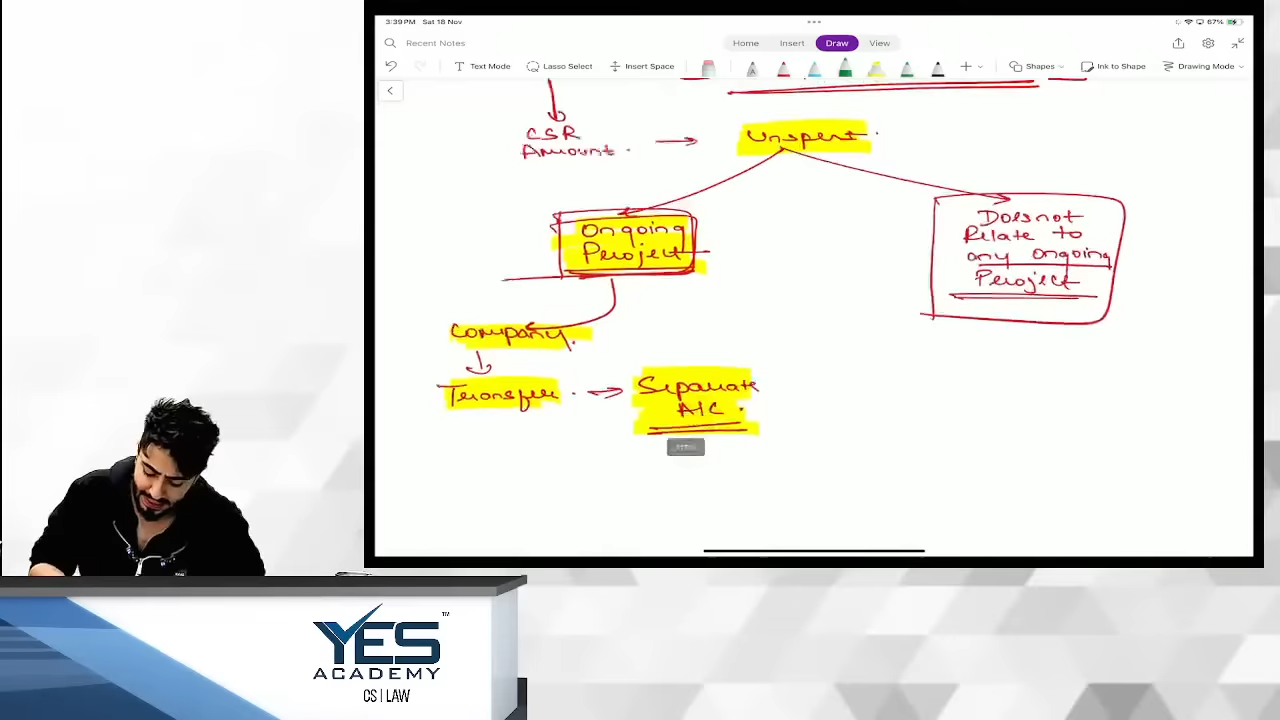 3:39 PM Sat 18 Nov
67%
Recent Notes
Home Insert Draw View
Text Mode Lasso Select Insert Space Shapes Ink to Shape Drawing Mode
CSR
Amount
Unspent
Ongoing
Project
Does not
Relate to
any ongoing
Project
Company
Transfer
Separate
A/C
YES
ACADEMY
CS | LAW
TM